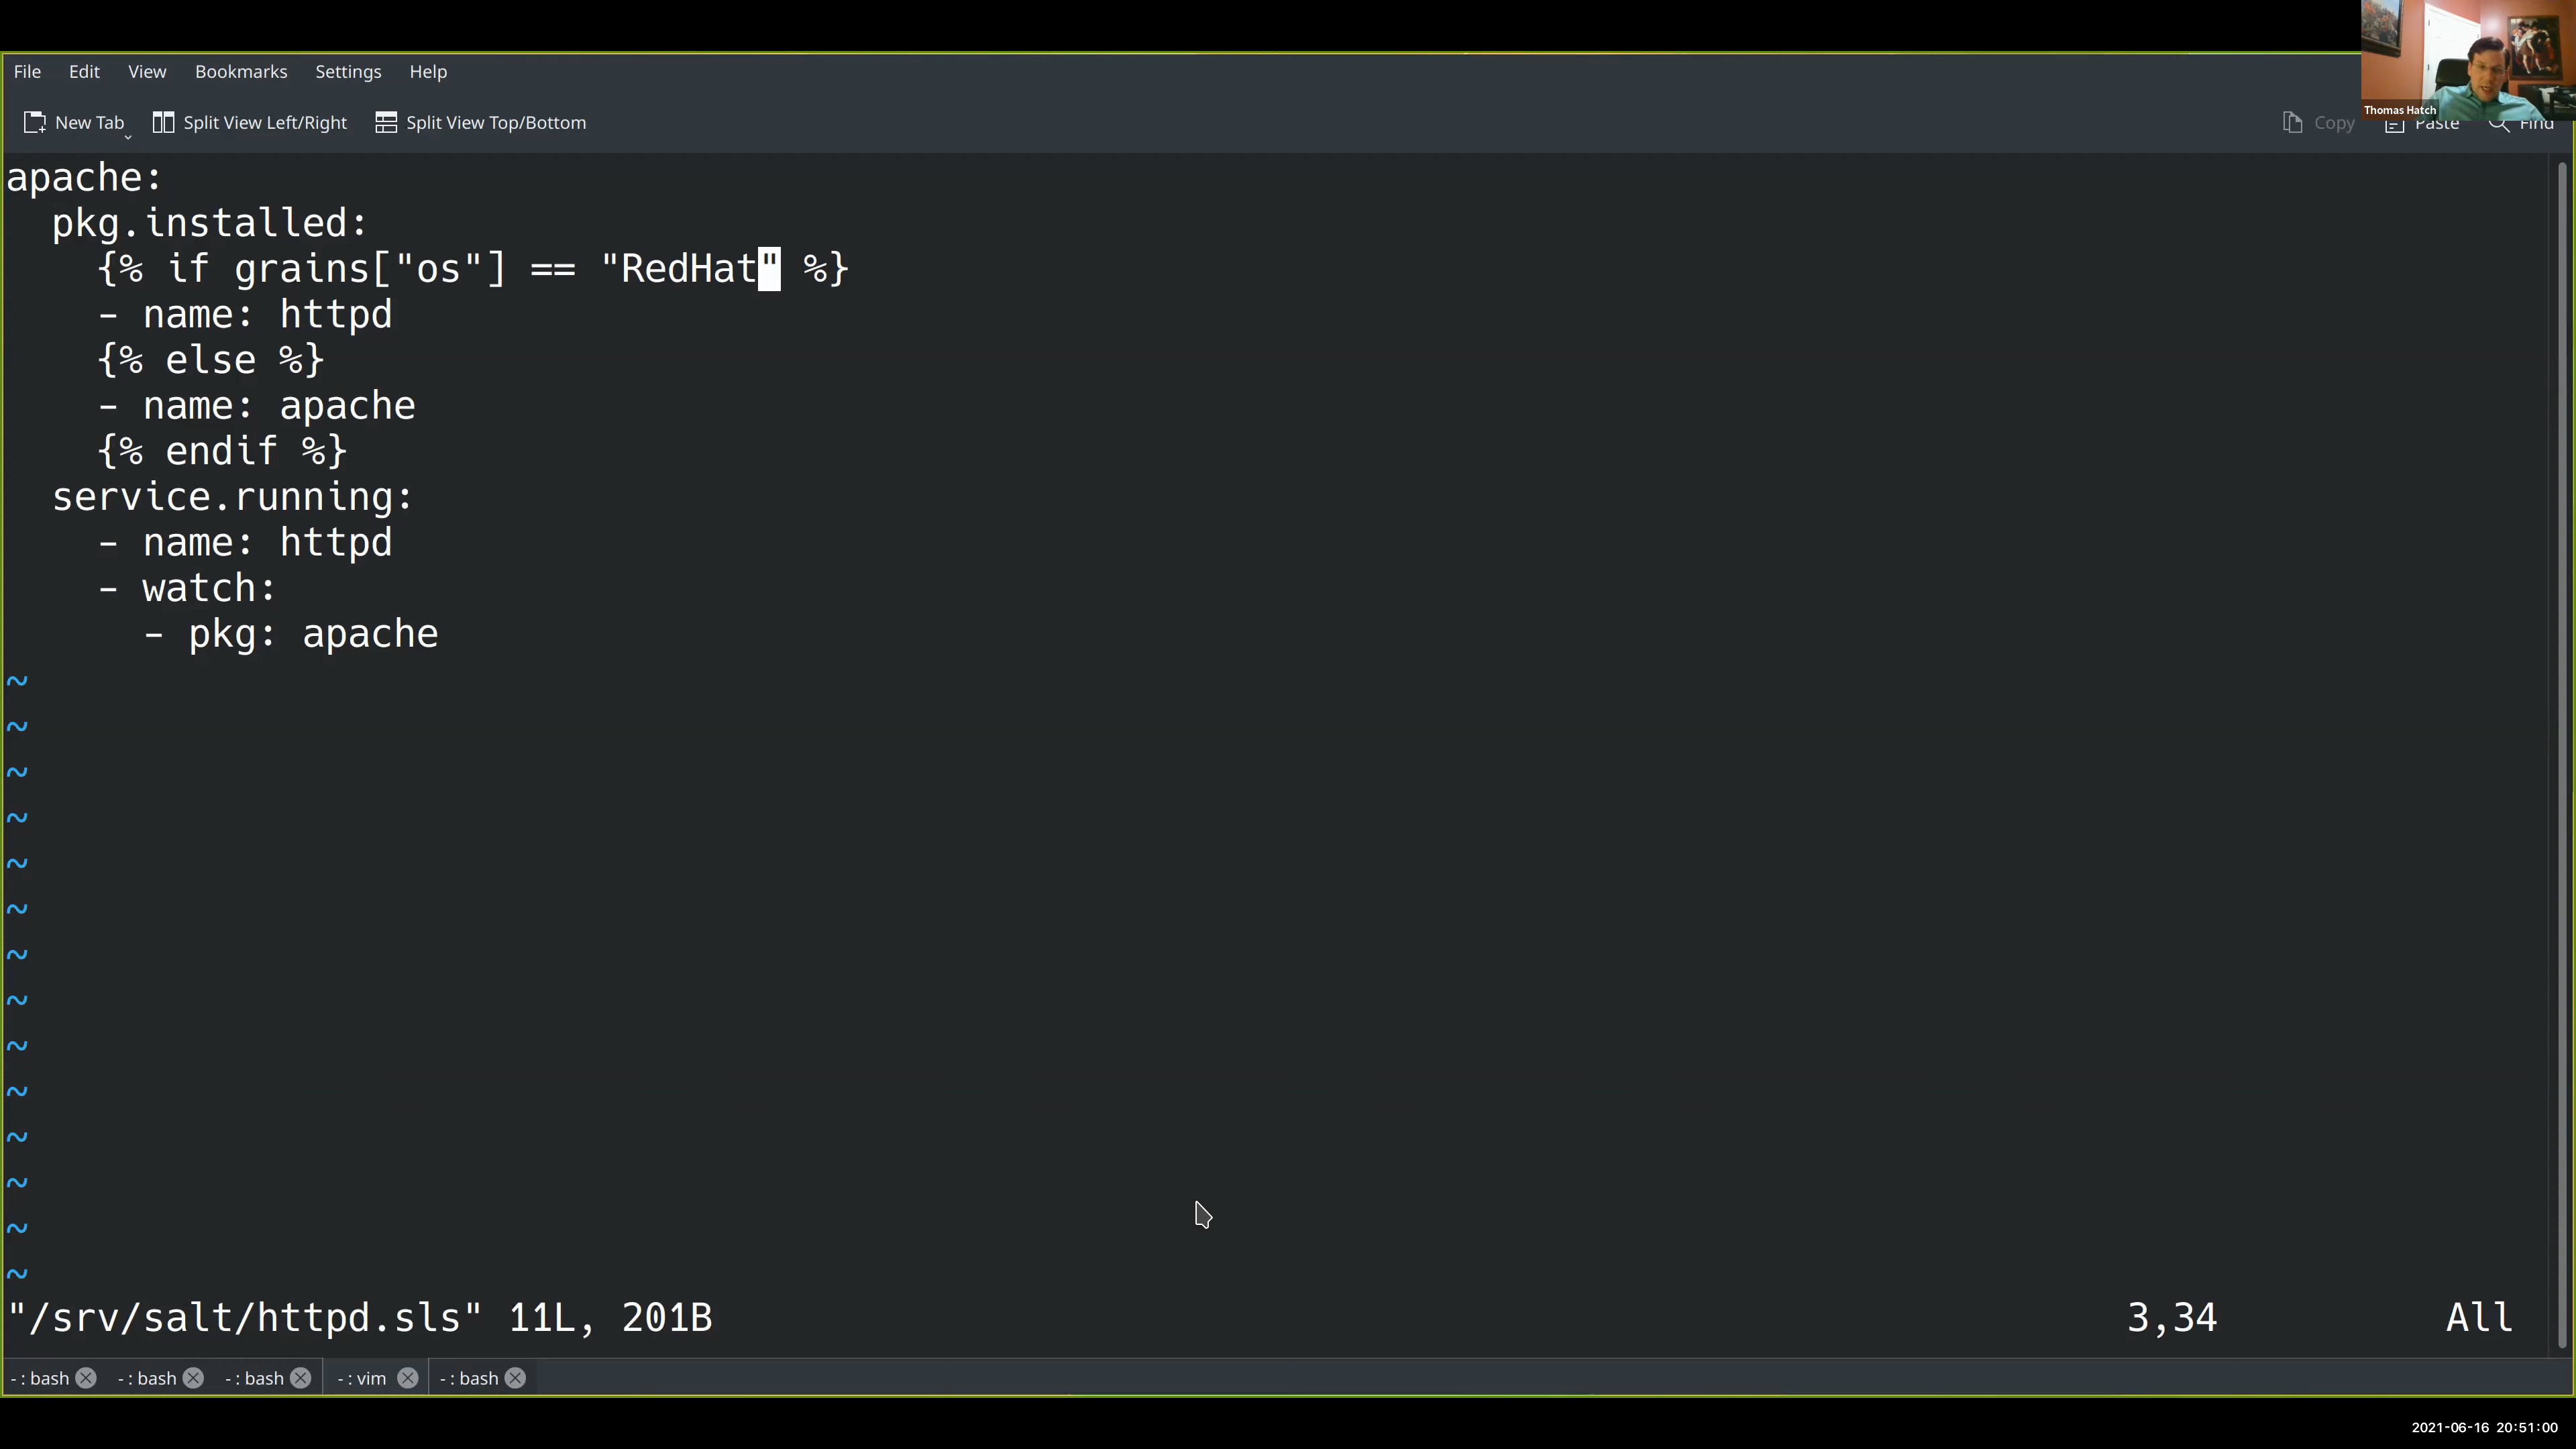 File Edit View Bookmarks Settings Help
Thomas Hatch
New Tab Split View Left/Right Split View Top/Bottom Copy Paste Find
apache:
  pkg.installed:
    {% if grains["os"] == "RedHat" %}
    - name: httpd
    {% else %}
    - name: apache
    {% endif %}
  service.running:
    - name: httpd
    - watch:
      - pkg: apache
~
~
~
~
~
~
~
~
~
~
~
~
~
~
"/srv/salt/httpd.sls" 11L, 201B 3,34 All
- : bash - : bash - : bash - : vim - : bash
2021-06-16 20:51:00